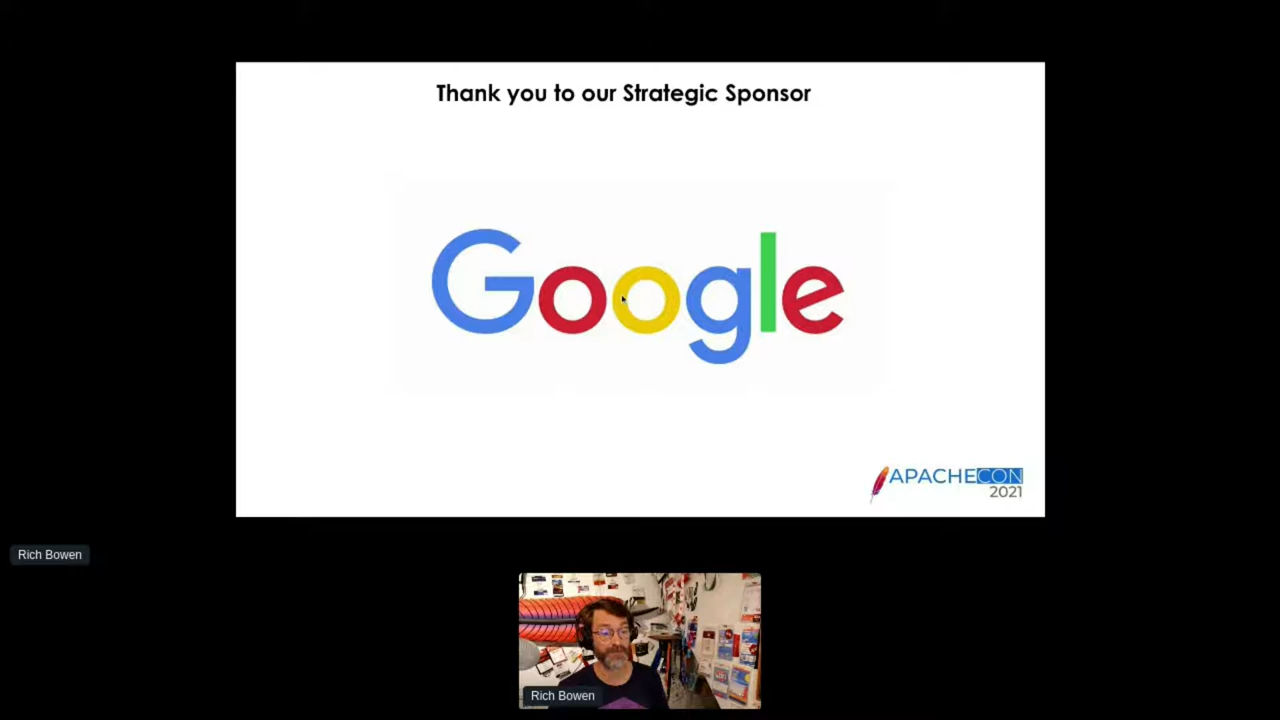 Thank you to our Strategic Sponsor
Google
APACHECON
2021
Rich Bowen
Rich Bowen